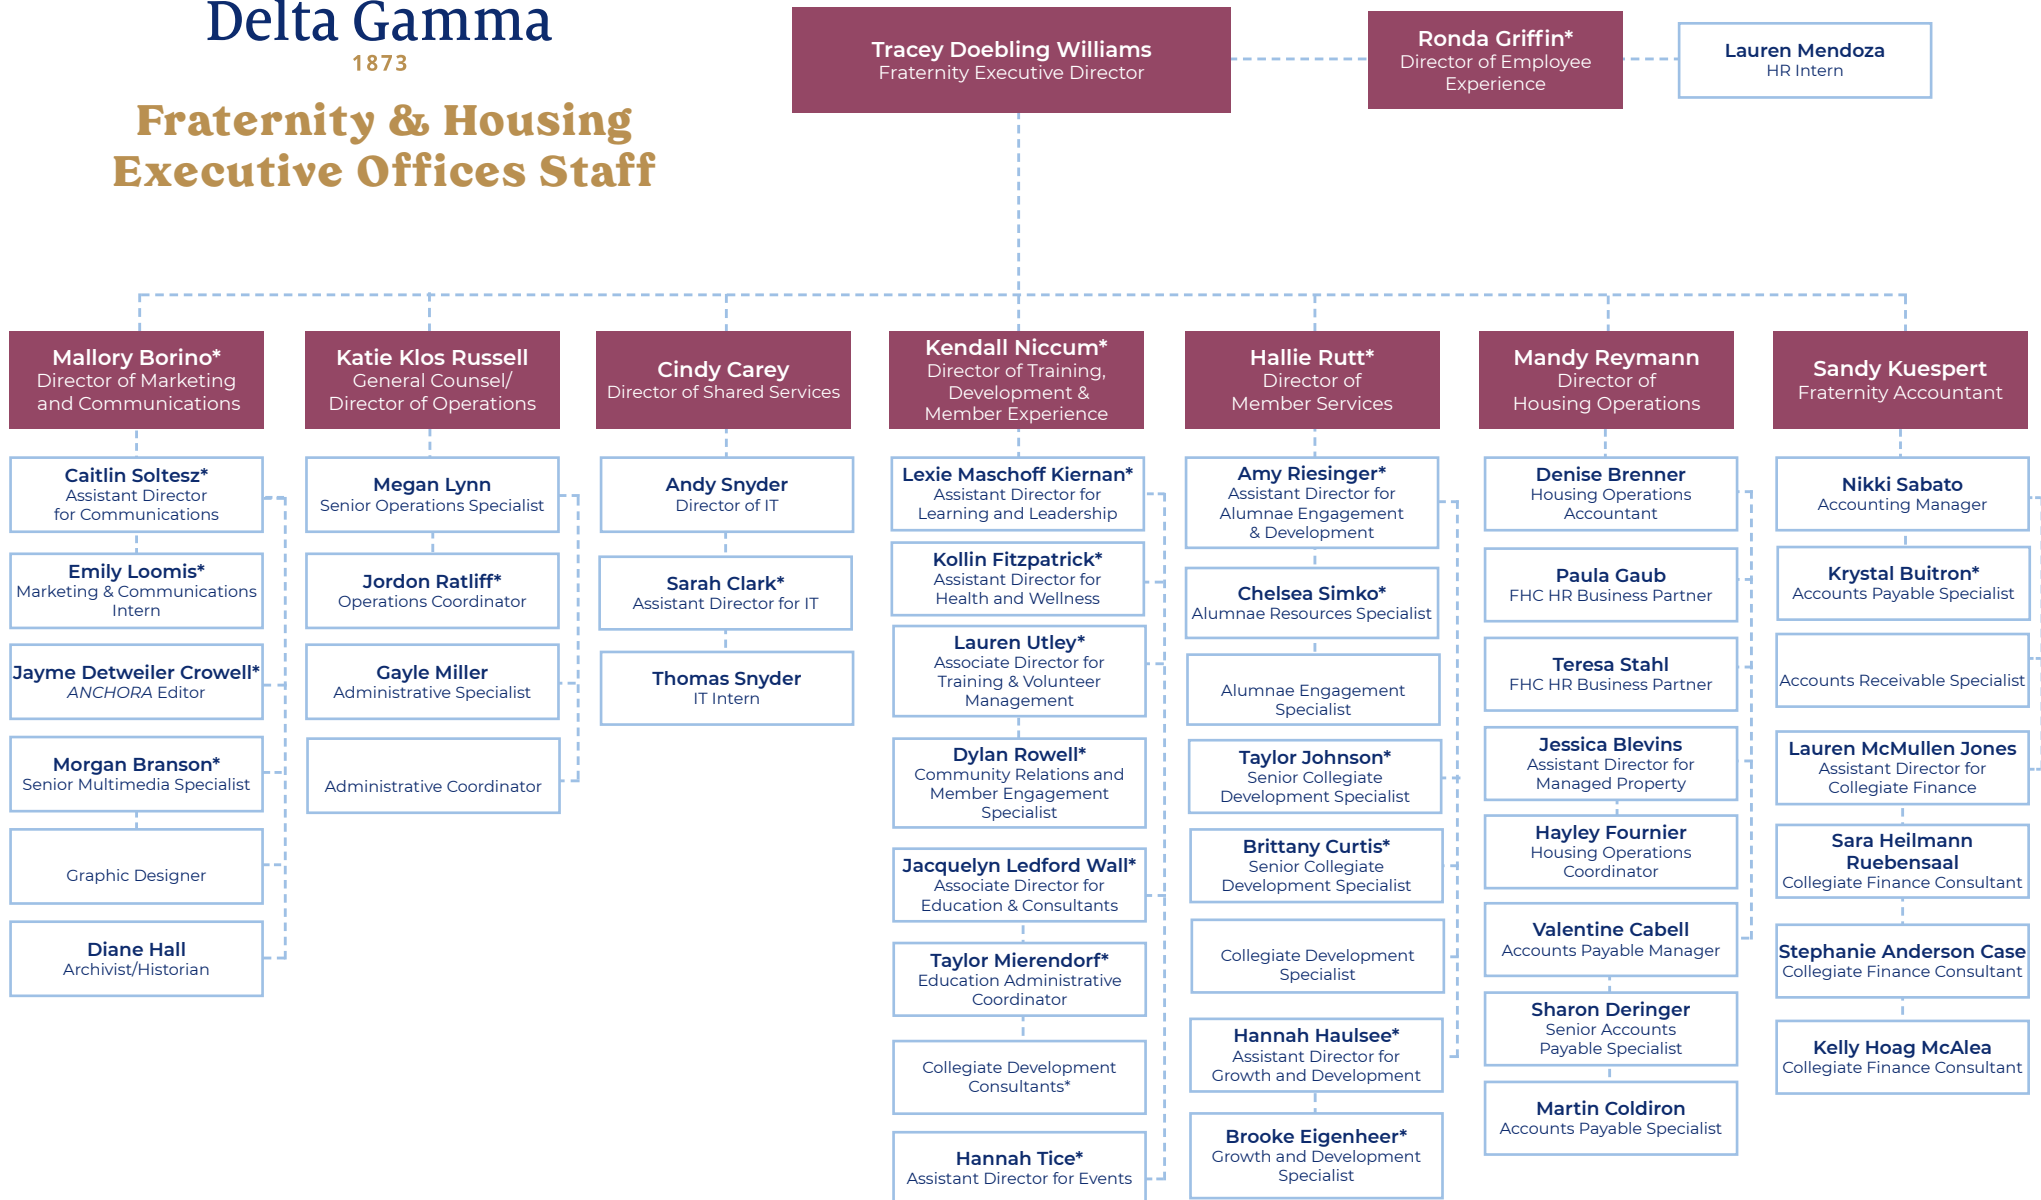 Delta Gamma
1873
Fraternity & Housing
Executive Offices Staff
Tracey Doebling Williams
Fraternity Executive Director
Ronda Griffin*
Director of Employee
Experience
Lauren Mendoza
HR Intern
Mallory Borino*
Director of Marketing
and Communications
Caitlin Soltesz*
Assistant Director
for Communications
Emily Loomis*
Marketing & Communications
Intern
Jayme Detweiler Crowell*
ANCHORA Editor
Morgan Branson*
Senior Multimedia Specialist
Graphic Designer
Diane Hall
Archivist/Historian
Katie Klos Russell
General Counsel/
Director of Operations
Megan Lynn
Senior Operations Specialist
Jordon Ratliff*
Operations Coordinator
Gayle Miller
Administrative Specialist
Administrative Coordinator
Cindy Carey
Director of Shared Services
Andy Snyder
Director of IT
Sarah Clark*
Assistant Director for IT
Thomas Snyder
IT Intern
Kendall Niccum*
Director of Training,
Development &
Member Experience
Lexie Maschoff Kiernan*
Assistant Director for
Learning and Leadership
Kollin Fitzpatrick*
Assistant Director for
Health and Wellness
Lauren Utley*
Associate Director for
Training & Volunteer
Management
Dylan Rowell*
Community Relations and
Member Engagement
Specialist
Jacquelyn Ledford Wall*
Associate Director for
Education & Consultants
Taylor Mierendorf*
Education Administrative
Coordinator
Collegiate Development
Consultants*
Hannah Tice*
Assistant Director for Events
Hallie Rutt*
Director of
Member Services
Amy Riesinger*
Assistant Director for
Alumnae Engagement
& Development
Chelsea Simko*
Alumnae Resources Specialist
Alumnae Engagement
Specialist
Taylor Johnson*
Senior Collegiate
Development Specialist
Brittany Curtis*
Senior Collegiate
Development Specialist
Collegiate Development
Specialist
Hannah Haulsee*
Assistant Director for
Growth and Development
Brooke Eigenheer*
Growth and Development
Specialist
Mandy Reymann
Director of
Housing Operations
Denise Brenner
Housing Operations
Accountant
Paula Gaub
FHC HR Business Partner
Teresa Stahl
FHC HR Business Partner
Jessica Blevins
Assistant Director for
Managed Property
Hayley Fournier
Housing Operations
Coordinator
Valentine Cabell
Accounts Payable Manager
Sharon Deringer
Senior Accounts
Payable Specialist
Martin Coldiron
Accounts Payable Specialist
Sandy Kuespert
Fraternity Accountant
Nikki Sabato
Accounting Manager
Krystal Buitron*
Accounts Payable Specialist
Accounts Receivable Specialist
Lauren McMullen Jones
Assistant Director for
Collegiate Finance
Sara Heilmann
Ruebensaal
Collegiate Finance Consultant
Stephanie Anderson Case
Collegiate Finance Consultant
Kelly Hoag McAlea
Collegiate Finance Consultant